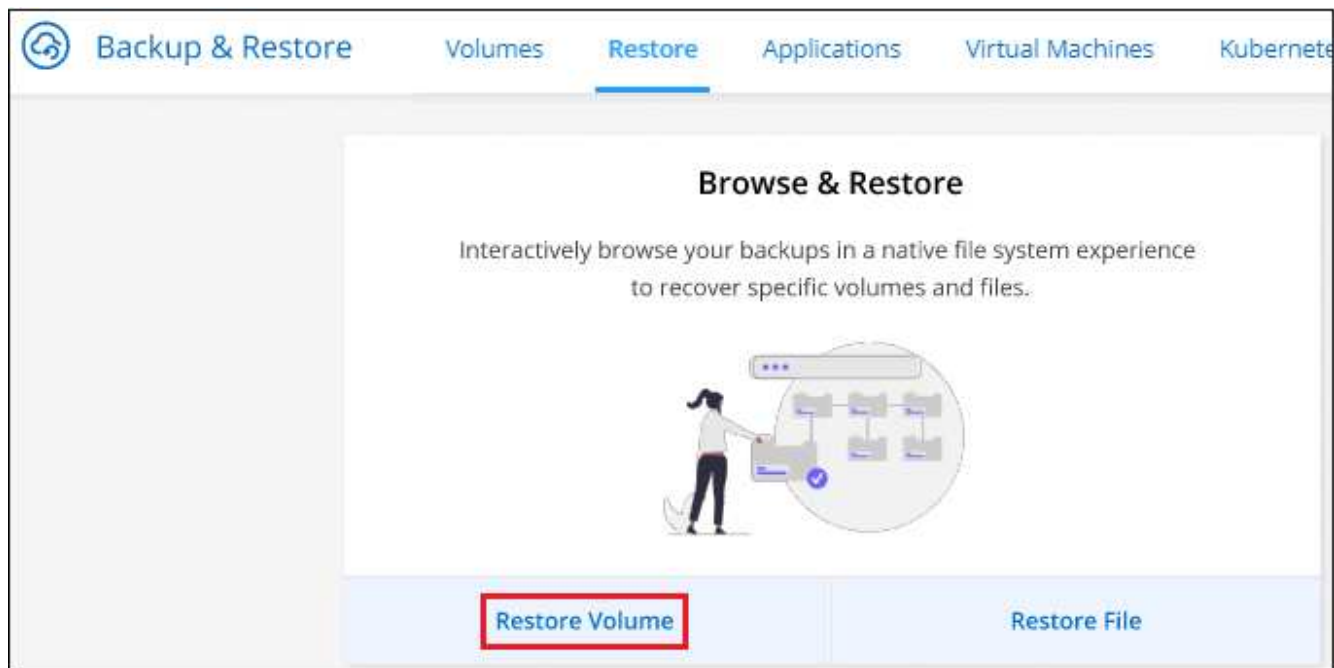 Backup & Restore
Volumes
Restore
Applications
Virtual Machines
Kubernete
Browse & Restore
Interactively browse your backups in a native file system experience
to recover specific volumes and files.
Restore Volume
Restore File